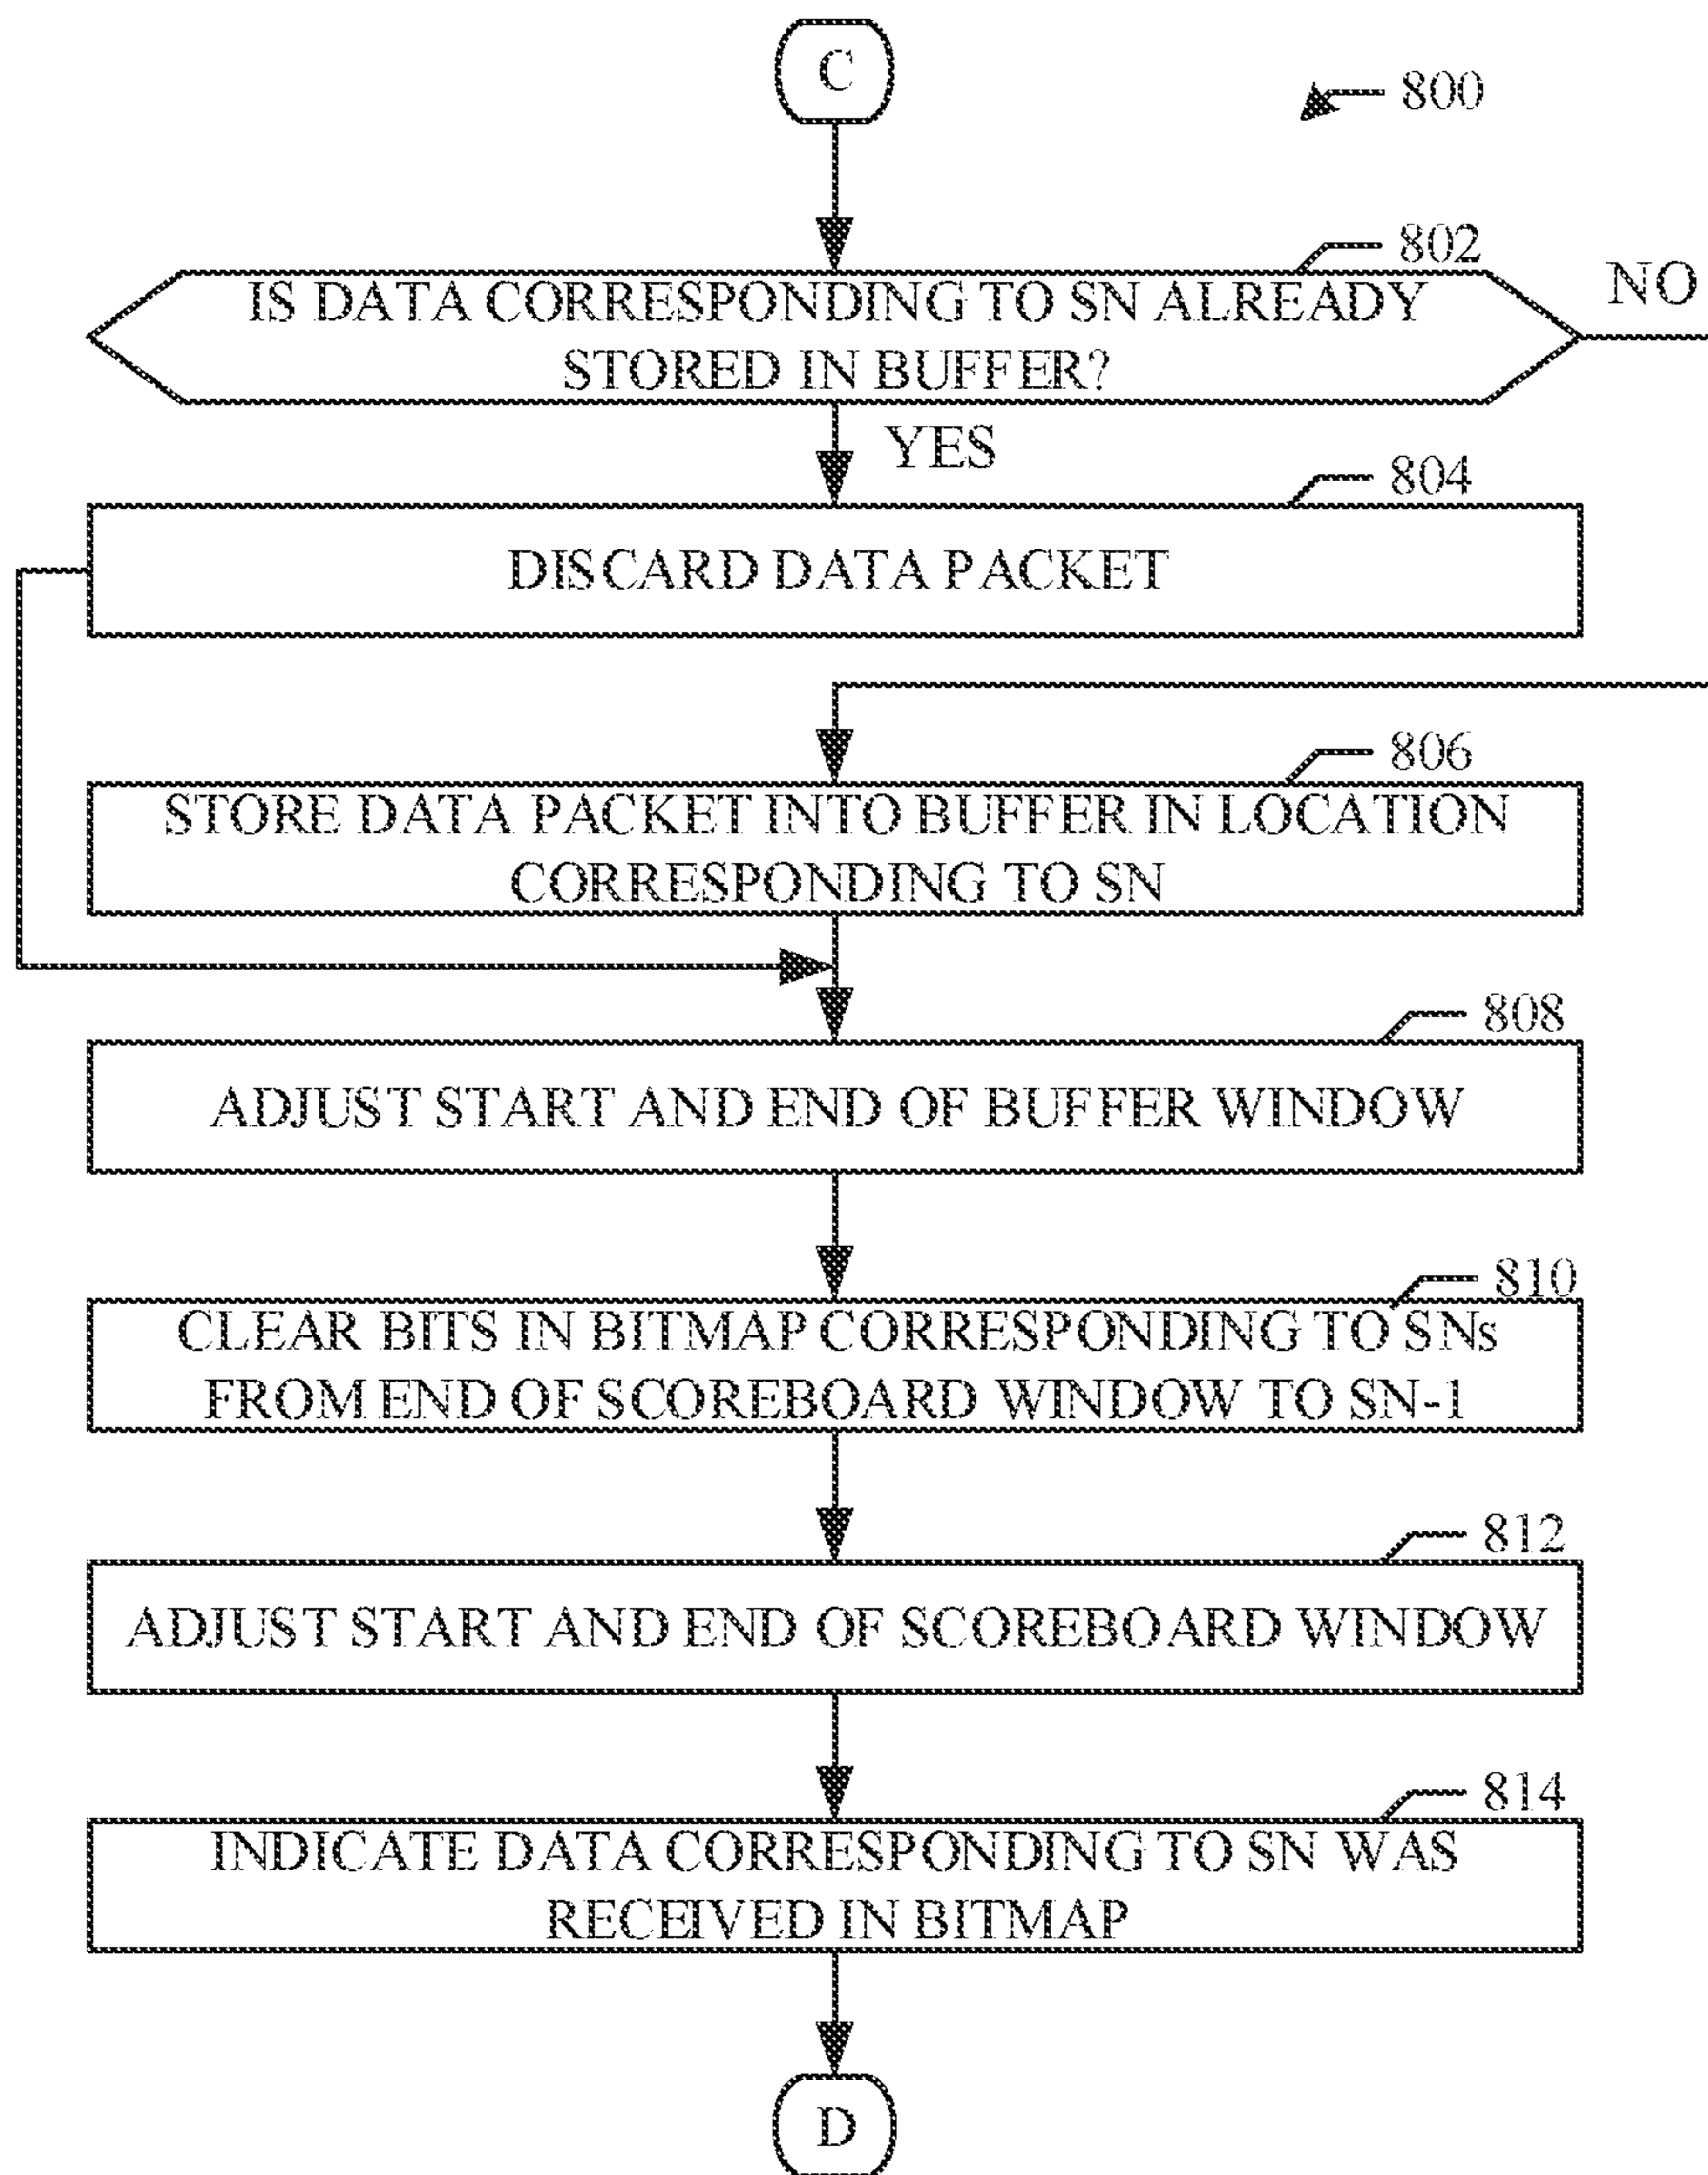 C
800
802
IS DATA CORRESPONDING TO SN ALREADY
STORED IN BUFFER?
NO
YES
804
DISCARD DATA PACKET
806
STORE DATA PACKET INTO BUFFER IN LOCATION
CORRESPONDING TO SN
808
ADJUST START AND END OF BUFFER WINDOW
810
CLEAR BITS IN BITMAP CORRESPONDING TO SNs
FROM END OF SCOREBOARD WINDOW TO SN-1
812
ADJUST START AND END OF SCOREBOARD WINDOW
814
INDICATE DATA CORRESPONDING TO SN WAS
RECEIVED IN BITMAP
D